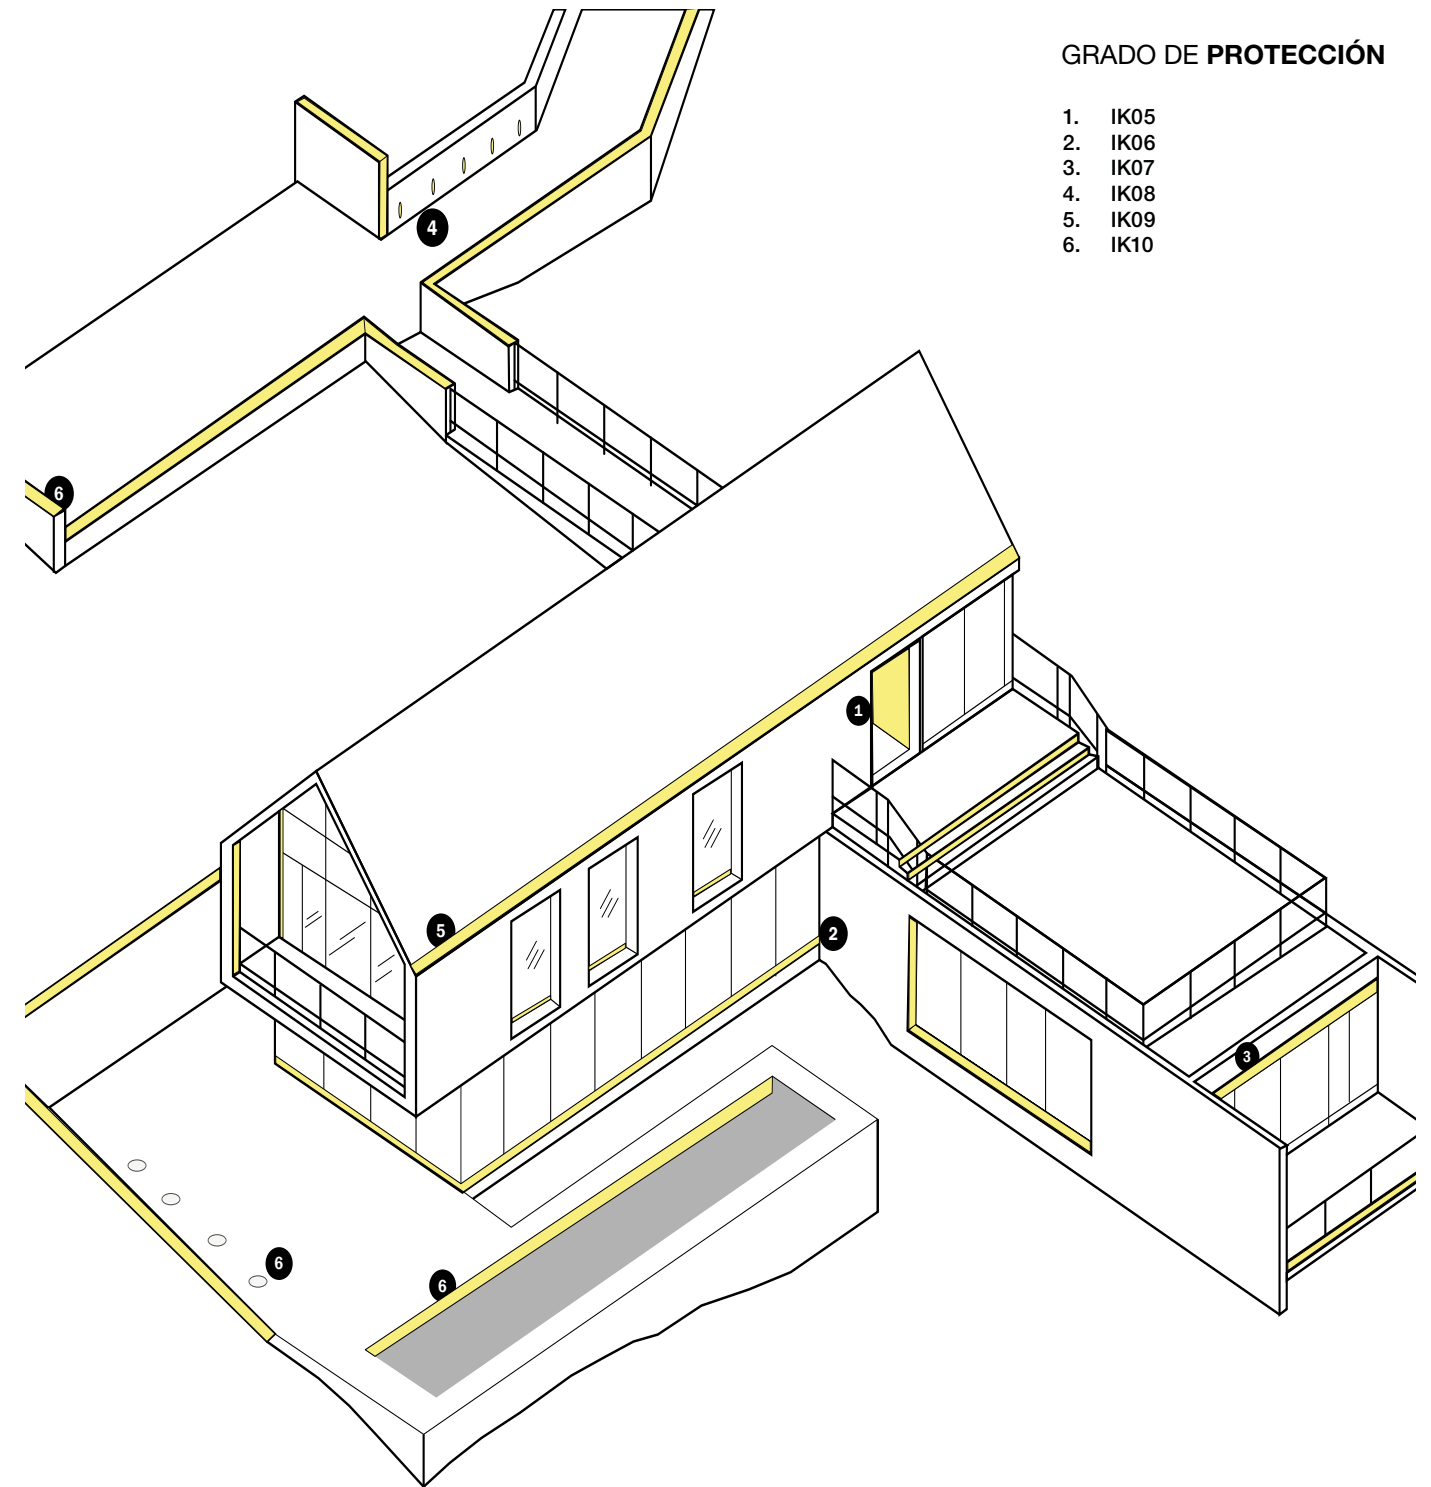 GRADO DE PROTECCIÓN
1. IK05
2. IK06
3. IK07
4. IK08
5. IK09
6. IK10
4
6
1
5
2
3
6
6